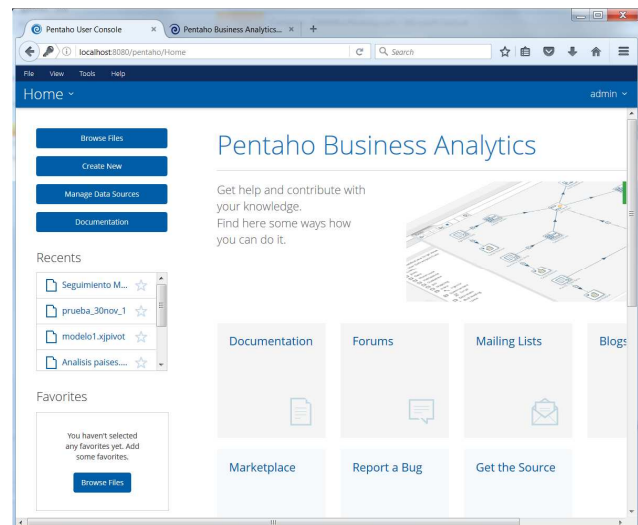 Pentaho User Console
Pentaho Business Analytics...
localhost:8080/pentaho/Home
Search
File View Tools Help
Home
admin
Browse Files
Create New
Manage Data Sources
Documentation
Recents
Seguimiento M...
prueba_30nov_1
modelo1.xjpivot
Analisis paises....
Favorites
You haven't selected
any favorites yet. Add
some favorites.
Browse Files
Pentaho Business Analytics
Get help and contribute with
your knowledge.
Find here some ways how
you can do it.
Documentation
Forums
Mailing Lists
Blogs
Marketplace
Report a Bug
Get the Source